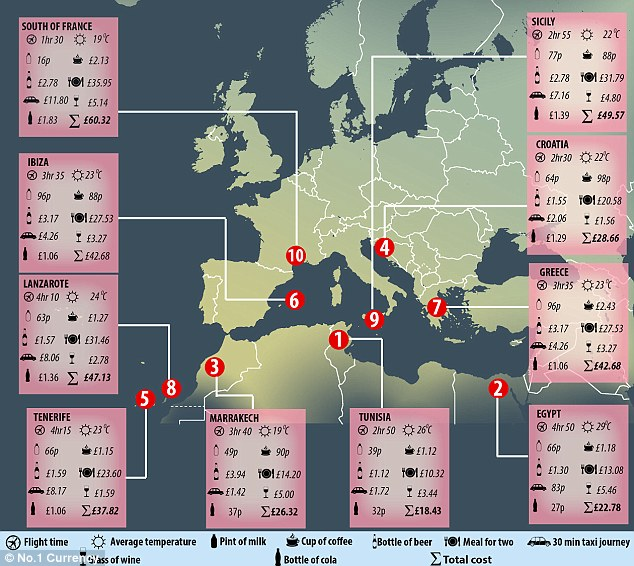 SOUTH OF FRANCE
1hr 30 19°C
16p £2.13
£2.78 £35.95
£11.80 £5.14
£1.83 Σ£60.32
SICILY
2hr 55 22°C
77p 88p
£2.78 £31.79
£7.16 £4.80
£1.39 Σ£49.57
CROATIA
2hr30 22°C
64p 98p
£1.55 £20.58
£2.06 £1.56
£1.29 Σ£28.66
IBIZA
3hr 35 23°C
96p 88p
£3.17 £27.53
£4.26 £3.27
£1.06 Σ£42.68
GREECE
3hr35 23°C
96p £2.43
£3.17 £27.53
£4.26 £3.27
£1.06 Σ£42.68
LANZAROTE
4hr 10 24°C
63p £1.27
£1.57 £31.46
£8.06 £2.78
£1.36 Σ£47.13
4
10
6
7
9
1
3
2
8
5
TENERIFE
4hr15 23°C
66p £1.15
£1.59 £23.60
£8.17 £1.59
£1.06 Σ£37.82
MARRAKECH
3hr 40 19°C
49p 90p
£3.94 £14.20
£1.42 £5.00
37p Σ£26.32
TUNISIA
2hr 50 26°C
39p £1.12
£1.12 £10.32
£1.72 £3.44
32p Σ£18.43
EGYPT
4hr 50 29°C
66p £1.18
£1.30 £13.08
83p £5.46
27p Σ£22.78
Flight time Average temperature Pint of milk Cup of coffee Bottle of beer Meal for two 30 min taxi journey
Glass of wine Bottle of cola Σ Total cost
© No.1 Currency